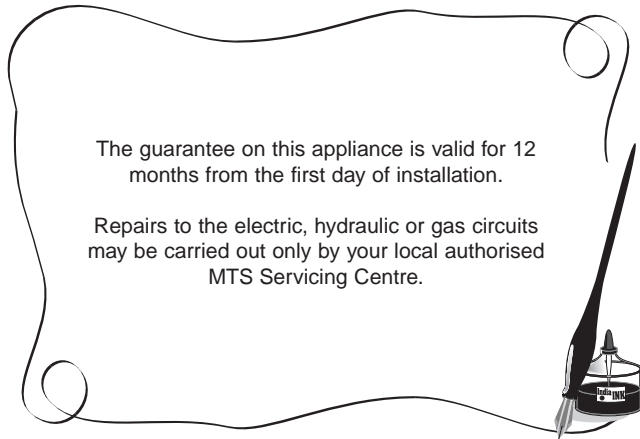 The guarantee on this appliance is valid for 12
months from the first day of installation.
Repairs to the electric, hydraulic or gas circuits
may be carried out only by your local authorised
MTS Servicing Centre.
India
INK